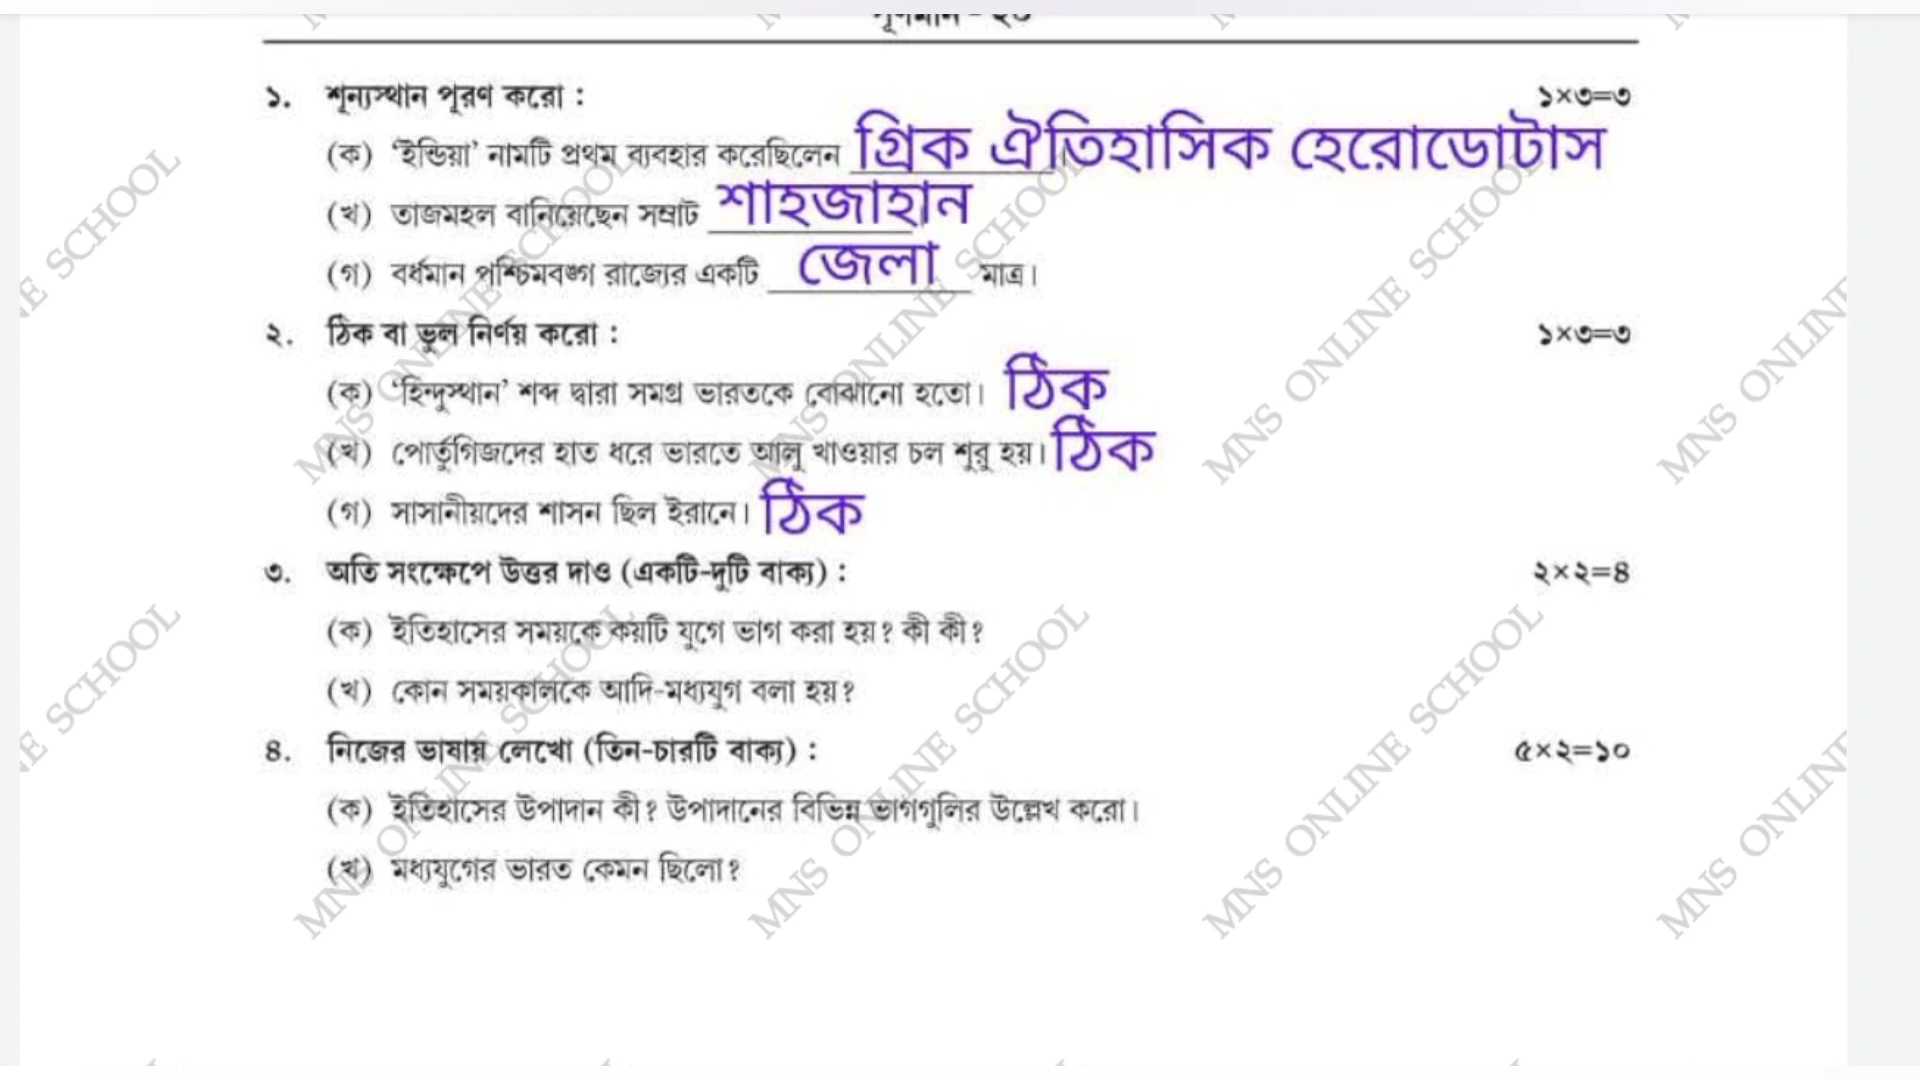 পূর্ণমান - ২০
১. শূন্যস্থান পূরণ করো : ১×৩=৩
(ক) ‘ইন্ডিয়া’ নামটি প্রথম ব্যবহার করেছিলেন গ্রিক ঐতিহাসিক হেরোডোটাস
(খ) তাজমহল বানিয়েছেন সম্রাট শাহজাহান
(গ) বর্ধমান পশ্চিমবঙ্গ রাজ্যের একটি জেলা মাত্র।
২. ঠিক বা ভুল নির্ণয় করো : ১×৩=৩
(ক) ‘হিন্দুস্থান’ শব্দ দ্বারা সমগ্র ভারতকে বোঝানো হতো। ঠিক
(খ) পোর্তুগিজদের হাত ধরে ভারতে আলু খাওয়ার চল শুরু হয়। ঠিক
(গ) সাসানীয়দের শাসন ছিল ইরানে। ঠিক
৩. অতি সংক্ষেপে উত্তর দাও (একটি-দুটি বাক্য) : ২×২=৪
(ক) ইতিহাসের সময়কে কয়টি যুগে ভাগ করা হয়? কী কী?
(খ) কোন সময়কালকে আদি-মধ্যযুগ বলা হয়?
৪. নিজের ভাষায় লেখো (তিন-চারটি বাক্য) : ৫×২=১০
(ক) ইতিহাসের উপাদান কী? উপাদানের বিভিন্ন ভাগগুলির উল্লেখ করো।
(খ) মধ্যযুগের ভারত কেমন ছিলো?
MNS ONLINE SCHOOL